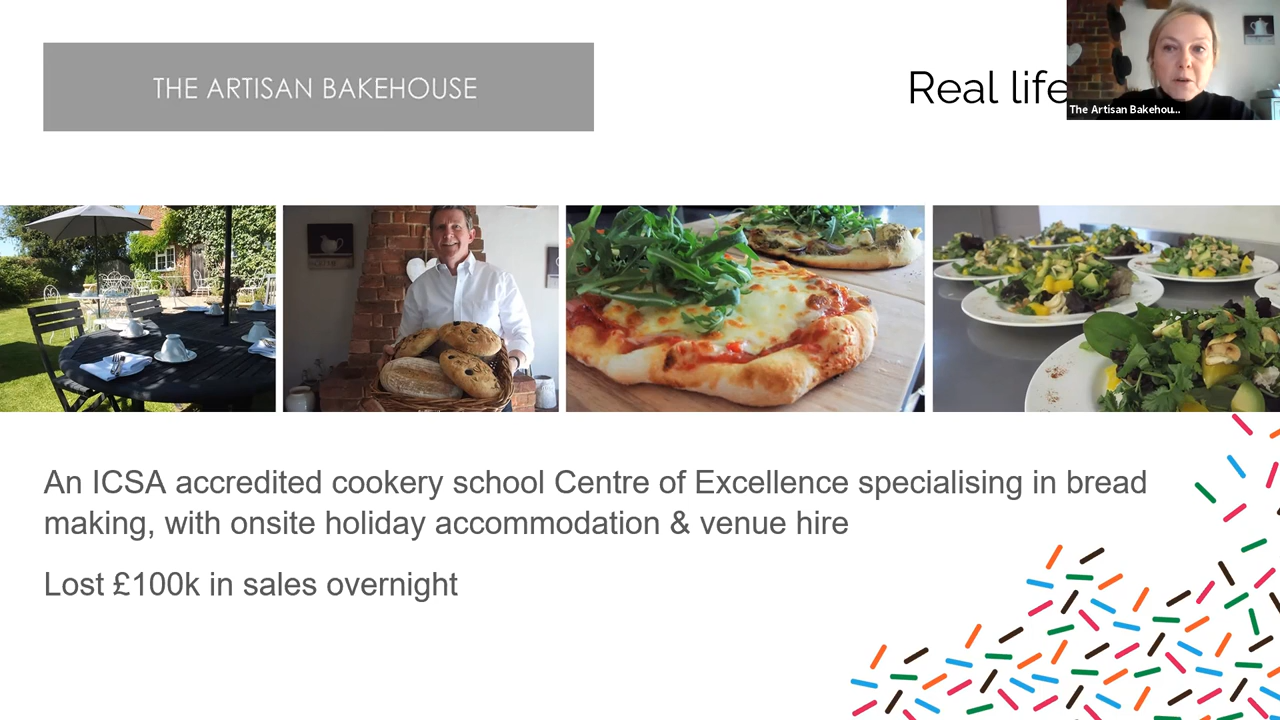 THE ARTISAN BAKEHOUSE
Real life
The Artisan Bakehou...
An ICSA accredited cookery school Centre of Excellence specialising in bread
making, with onsite holiday accommodation & venue hire
Lost £100k in sales overnight